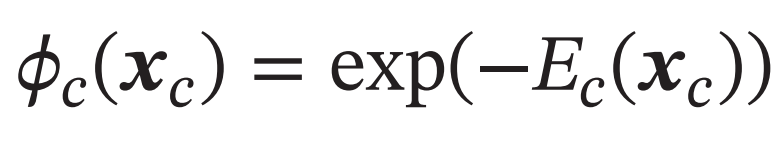 ϕ_c(𝒙_c) = exp(−E_c(𝒙_c))